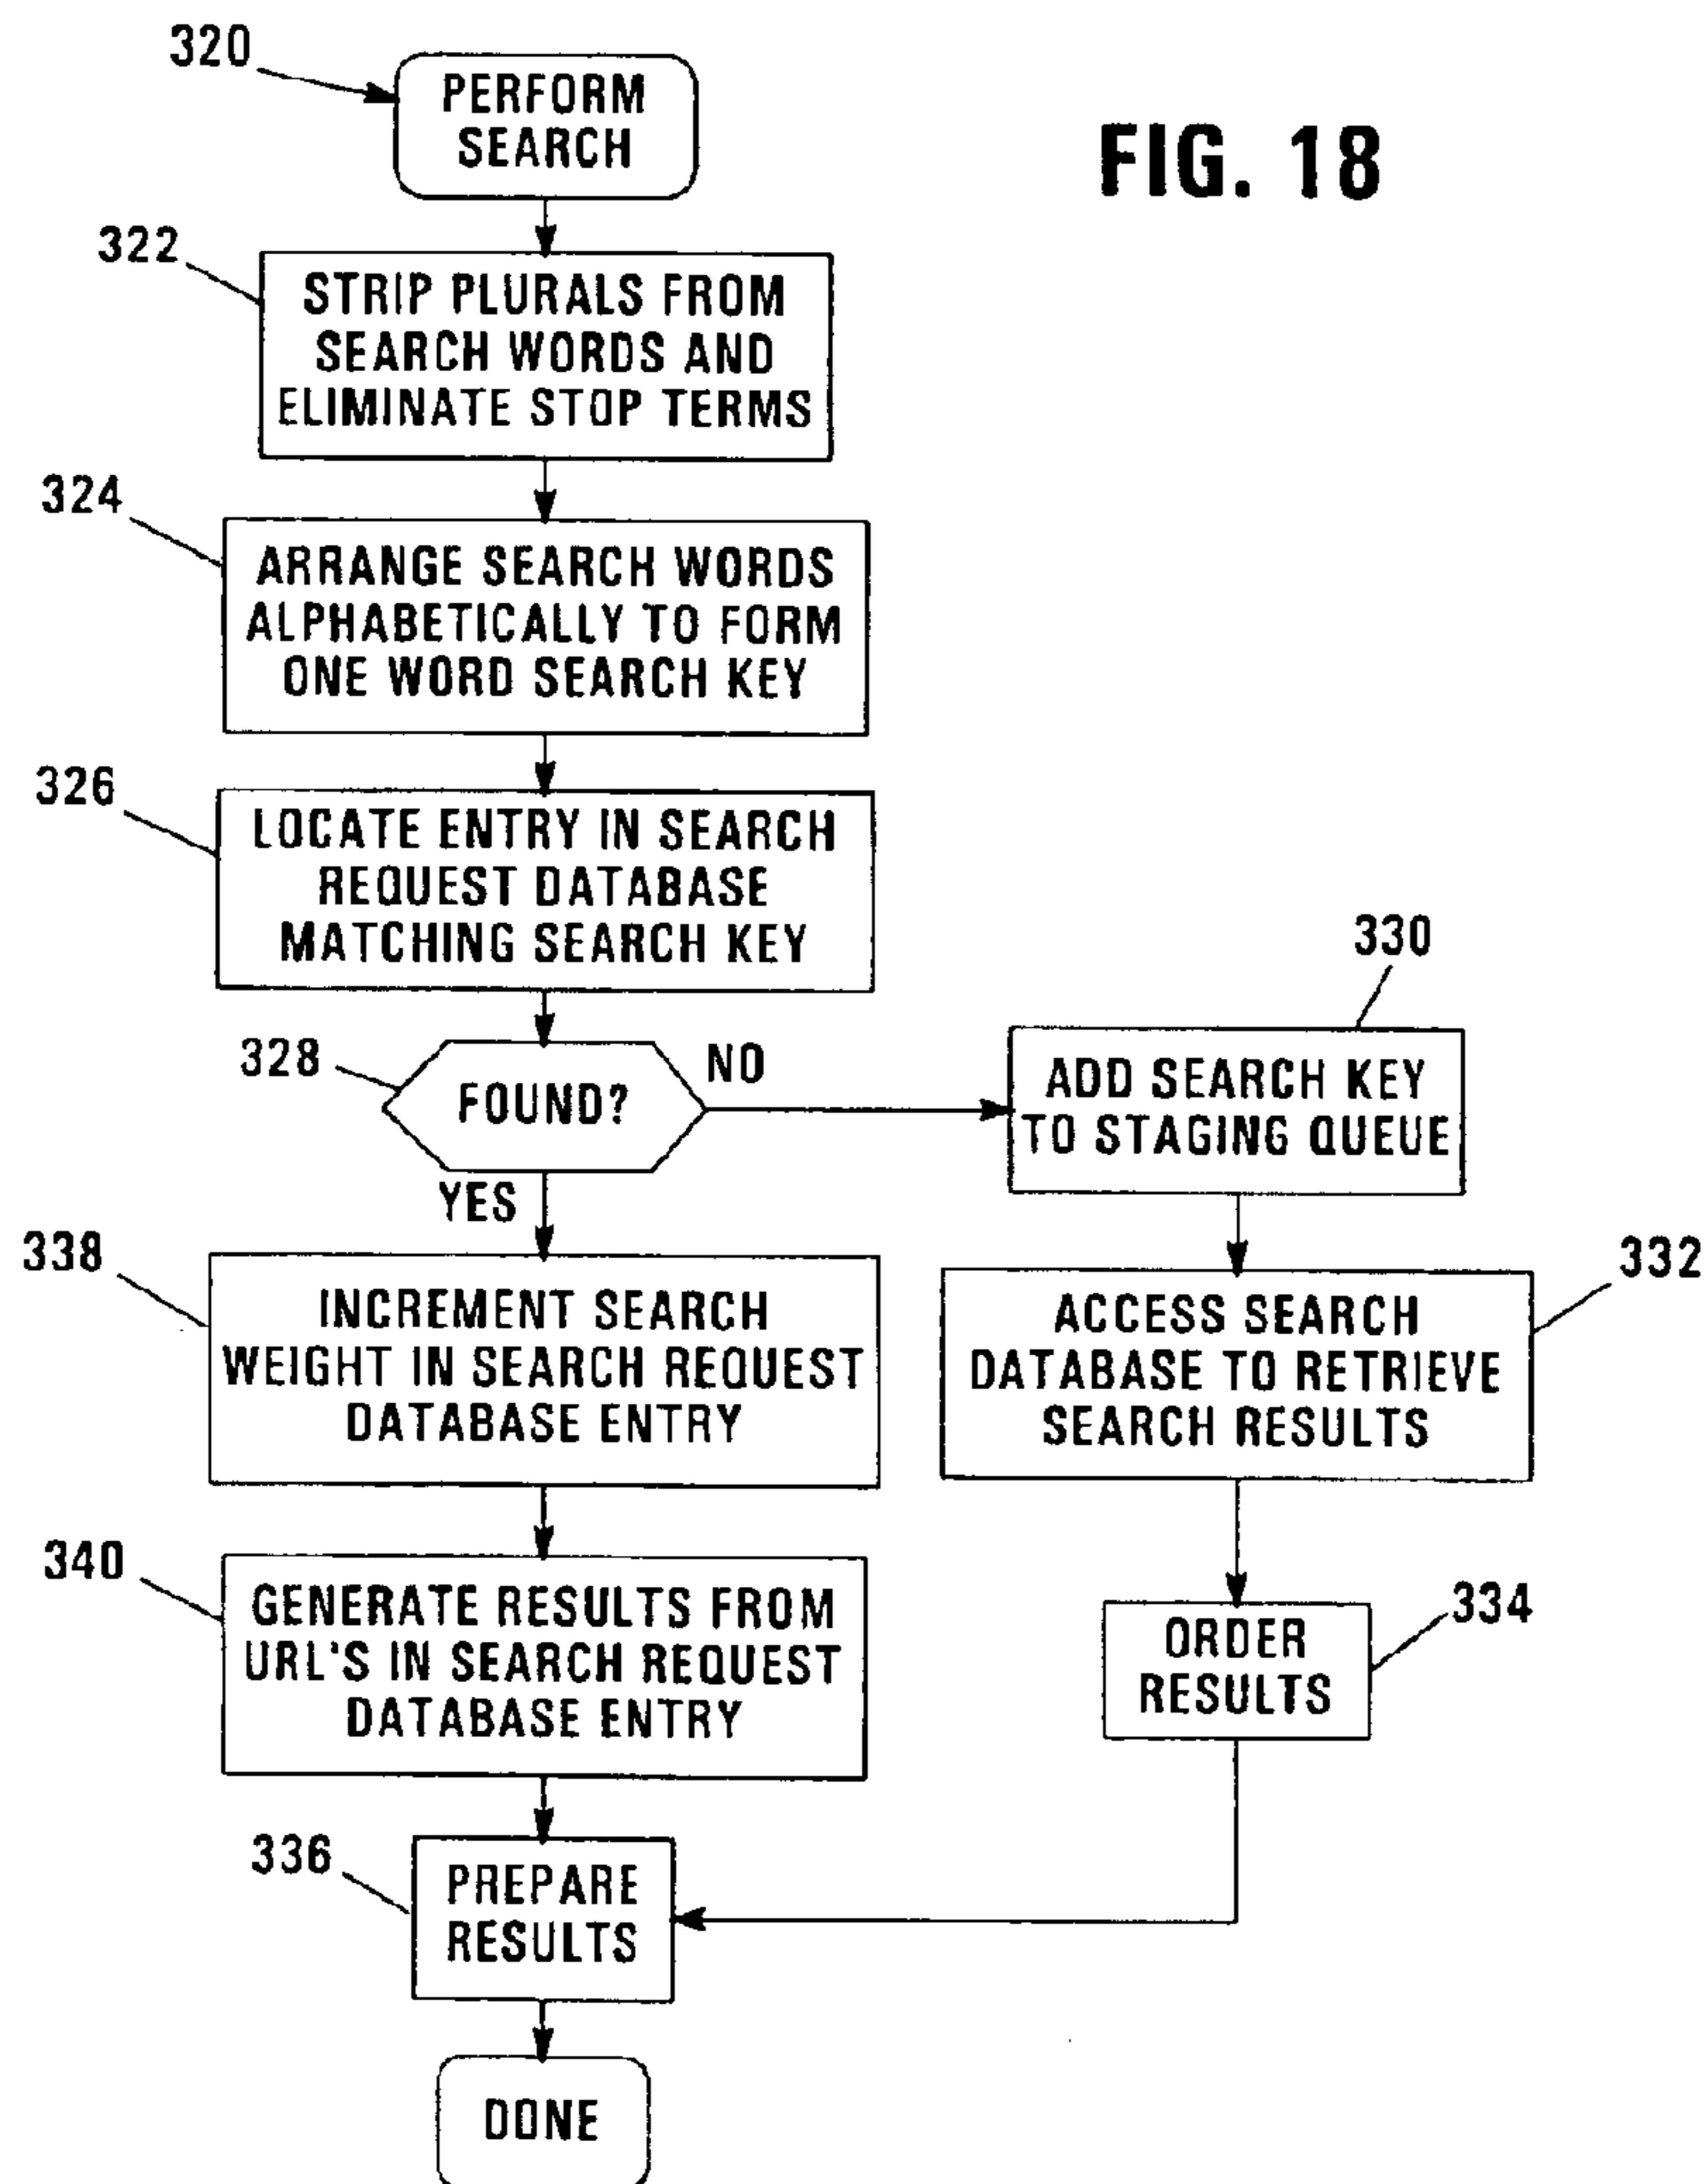 320
PERFORM
SEARCH
FIG. 18
322
STRIP PLURALS FROM
SEARCH WORDS AND
ELIMINATE STOP TERMS
324
ARRANGE SEARCH WORDS
ALPHABETICALLY TO FORM
ONE WORD SEARCH KEY
326
LOCATE ENTRY IN SEARCH
REQUEST DATABASE
MATCHING SEARCH KEY
328
FOUND?
NO
YES
330
ADD SEARCH KEY
TO STAGING QUEUE
338
INCREMENT SEARCH
WEIGHT IN SEARCH REQUEST
DATABASE ENTRY
332
ACCESS SEARCH
DATABASE TO RETRIEVE
SEARCH RESULTS
340
GENERATE RESULTS FROM
URL'S IN SEARCH REQUEST
DATABASE ENTRY
334
ORDER
RESULTS
336
PREPARE
RESULTS
DONE